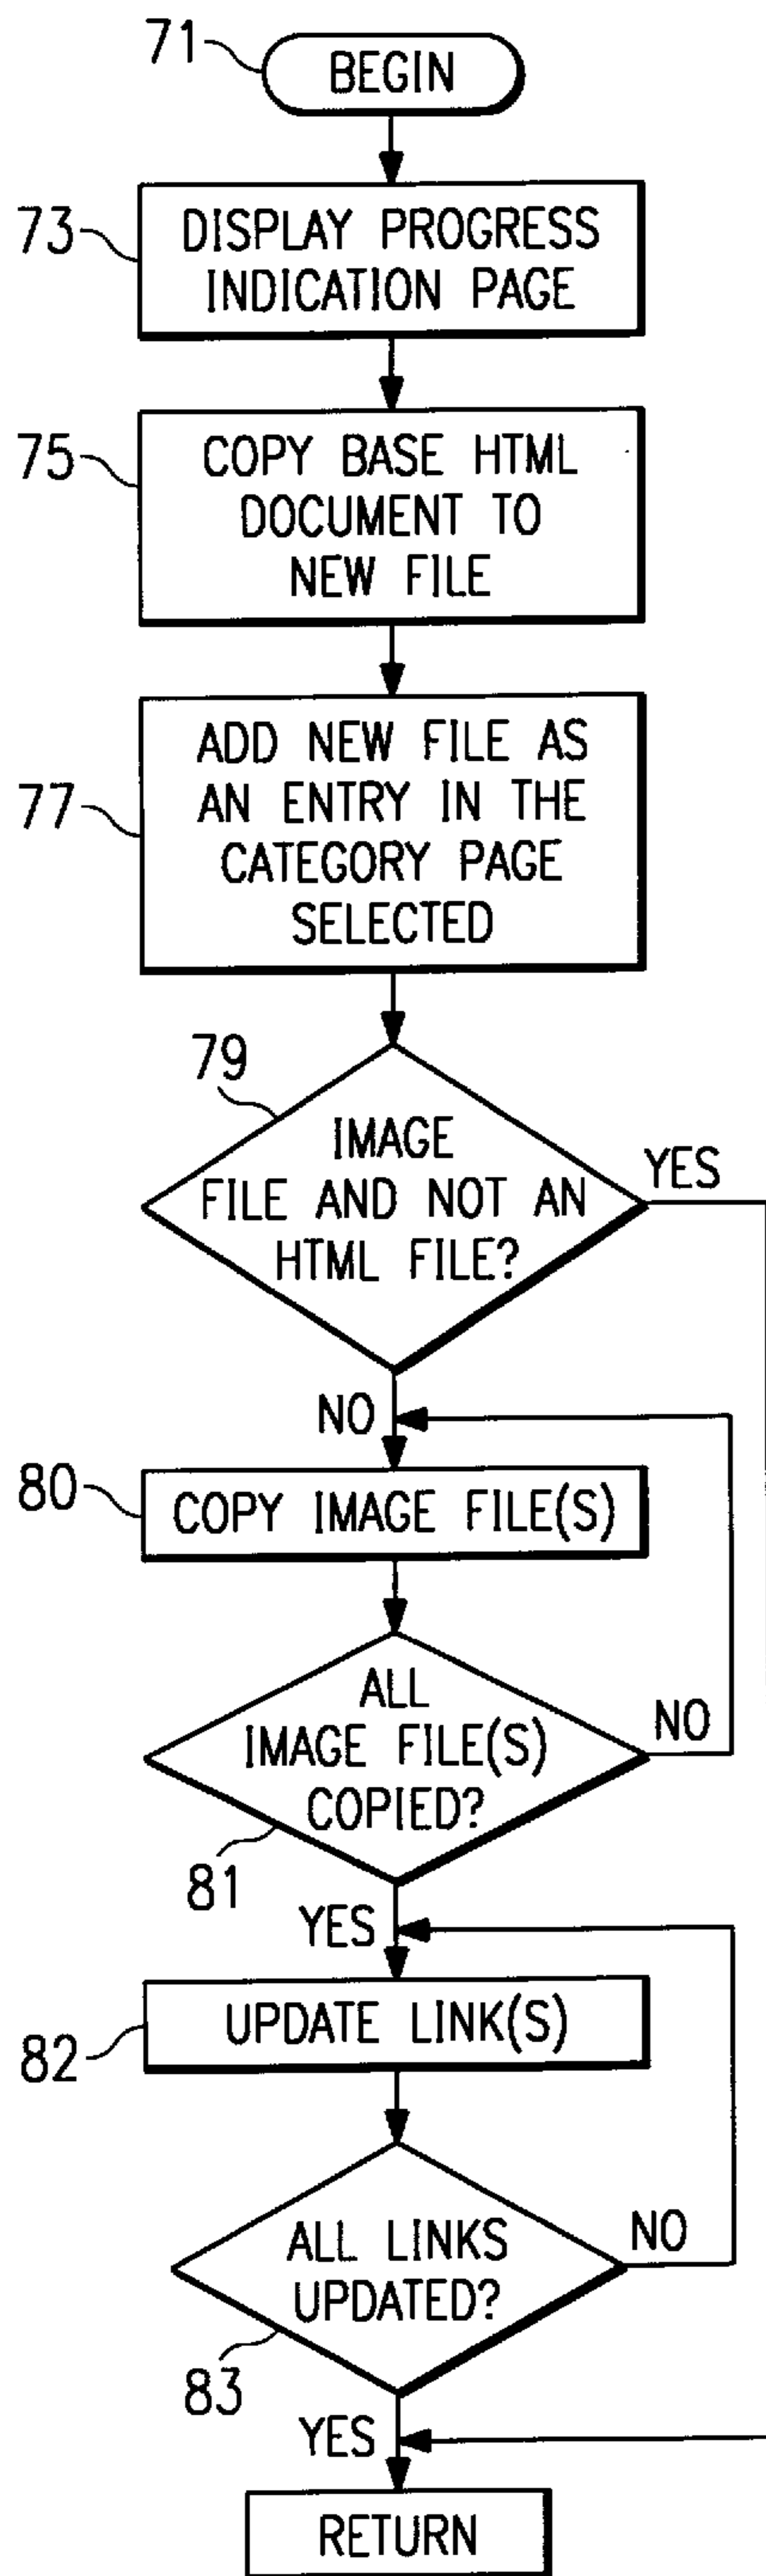 71
BEGIN
73
DISPLAY PROGRESS
INDICATION PAGE
75
COPY BASE HTML
DOCUMENT TO
NEW FILE
77
ADD NEW FILE AS
AN ENTRY IN THE
CATEGORY PAGE
SELECTED
79
IMAGE
FILE AND NOT AN
HTML FILE?
YES
NO
80
COPY IMAGE FILE(S)
ALL
IMAGE FILE(S)
COPIED?
NO
81
YES
82
UPDATE LINK(S)
ALL LINKS
UPDATED?
NO
83
YES
RETURN